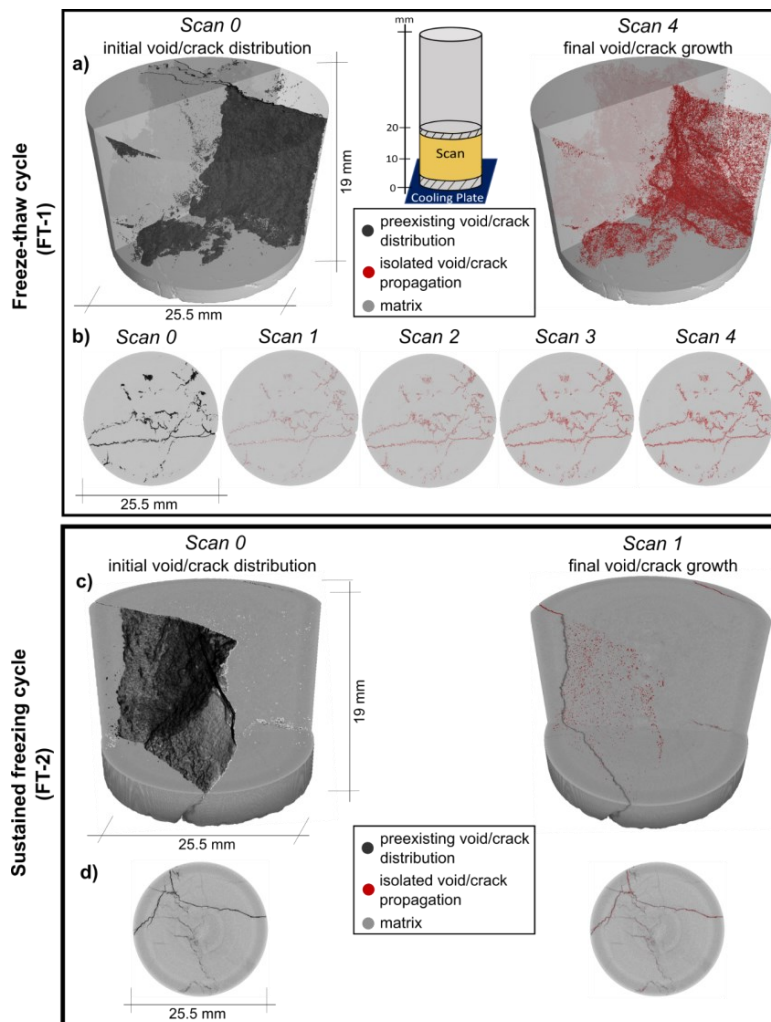 Freeze-thaw cycle
(FT-1)
Scan 0
initial void/crack distribution
a)
19 mm
25.5 mm
mm
20
10
0
Scan
Cooling Plate
preexisting void/crack
distribution
isolated void/crack
propagation
matrix
Scan 4
final void/crack growth
b)
Scan 0
Scan 1
Scan 2
Scan 3
Scan 4
25.5 mm
Sustained freezing cycle
(FT-2)
Scan 0
initial void/crack distribution
c)
19 mm
25.5 mm
Scan 1
final void/crack growth
preexisting void/crack
distribution
isolated void/crack
propagation
matrix
d)
25.5 mm